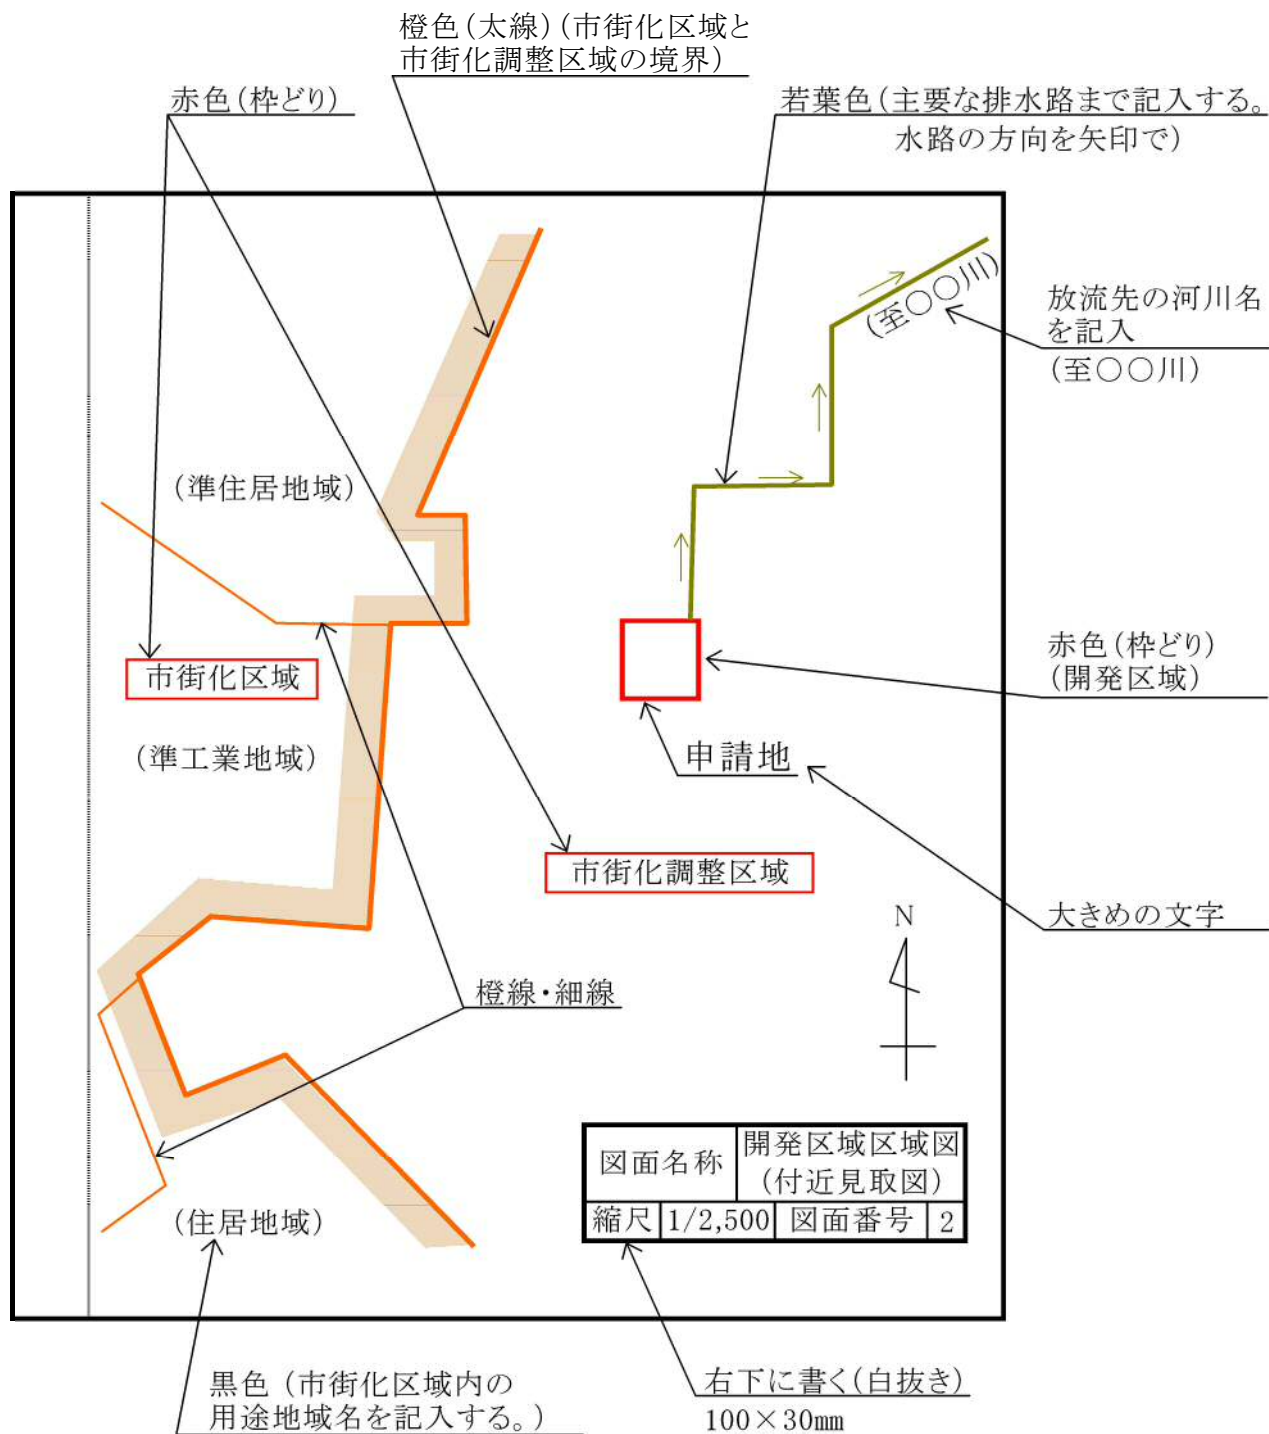 橙色(太線)(市街化区域と
市街化調整区域の境界)
赤色(枠どり)
若葉色(主要な排水路まで記入する。
水路の方向を矢印で)
(至○○川)
放流先の河川名
を記入
(至○○川)
(準住居地域)
赤色(枠どり)
(開発区域)
市街化区域
(準工業地域)
申請地
市街化調整区域
大きめの文字
N
橙線・細線
図面名称
開発区域区域図
(付近見取図)
縮尺 1/2,500 図面番号 2
(住居地域)
黒色 (市街化区域内の
用途地域名を記入する。)
右下に書く(白抜き)
100×30mm